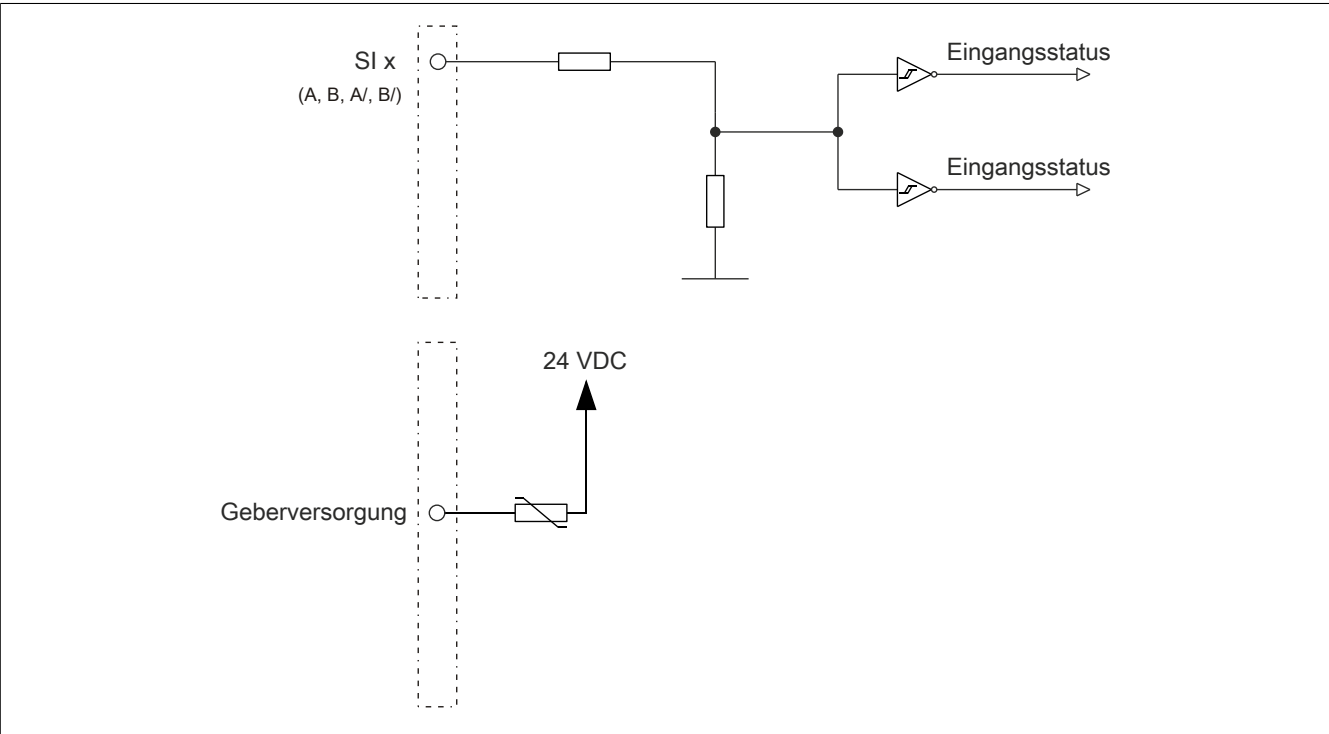 SI x
(A, B, A/, B/)
Eingangsstatus
Eingangsstatus
24 VDC
Geberversorgung